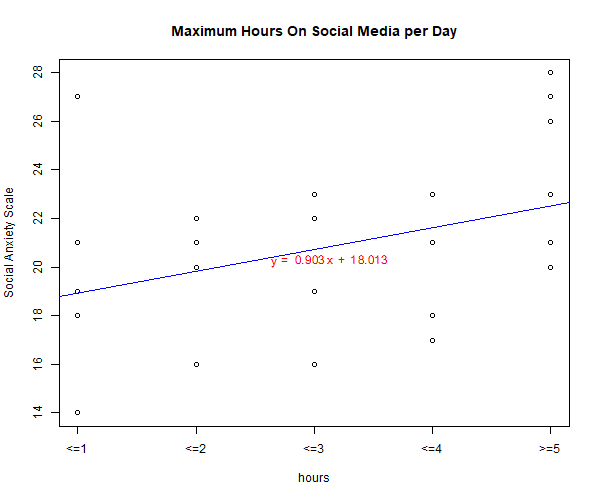 Maximum Hours On Social Media per Day
Social Anxiety Scale
28
26
24
22
20
18
16
14
y = 0.903 x + 18.013
<=1 <=2 <=3 <=4 >=5
hours